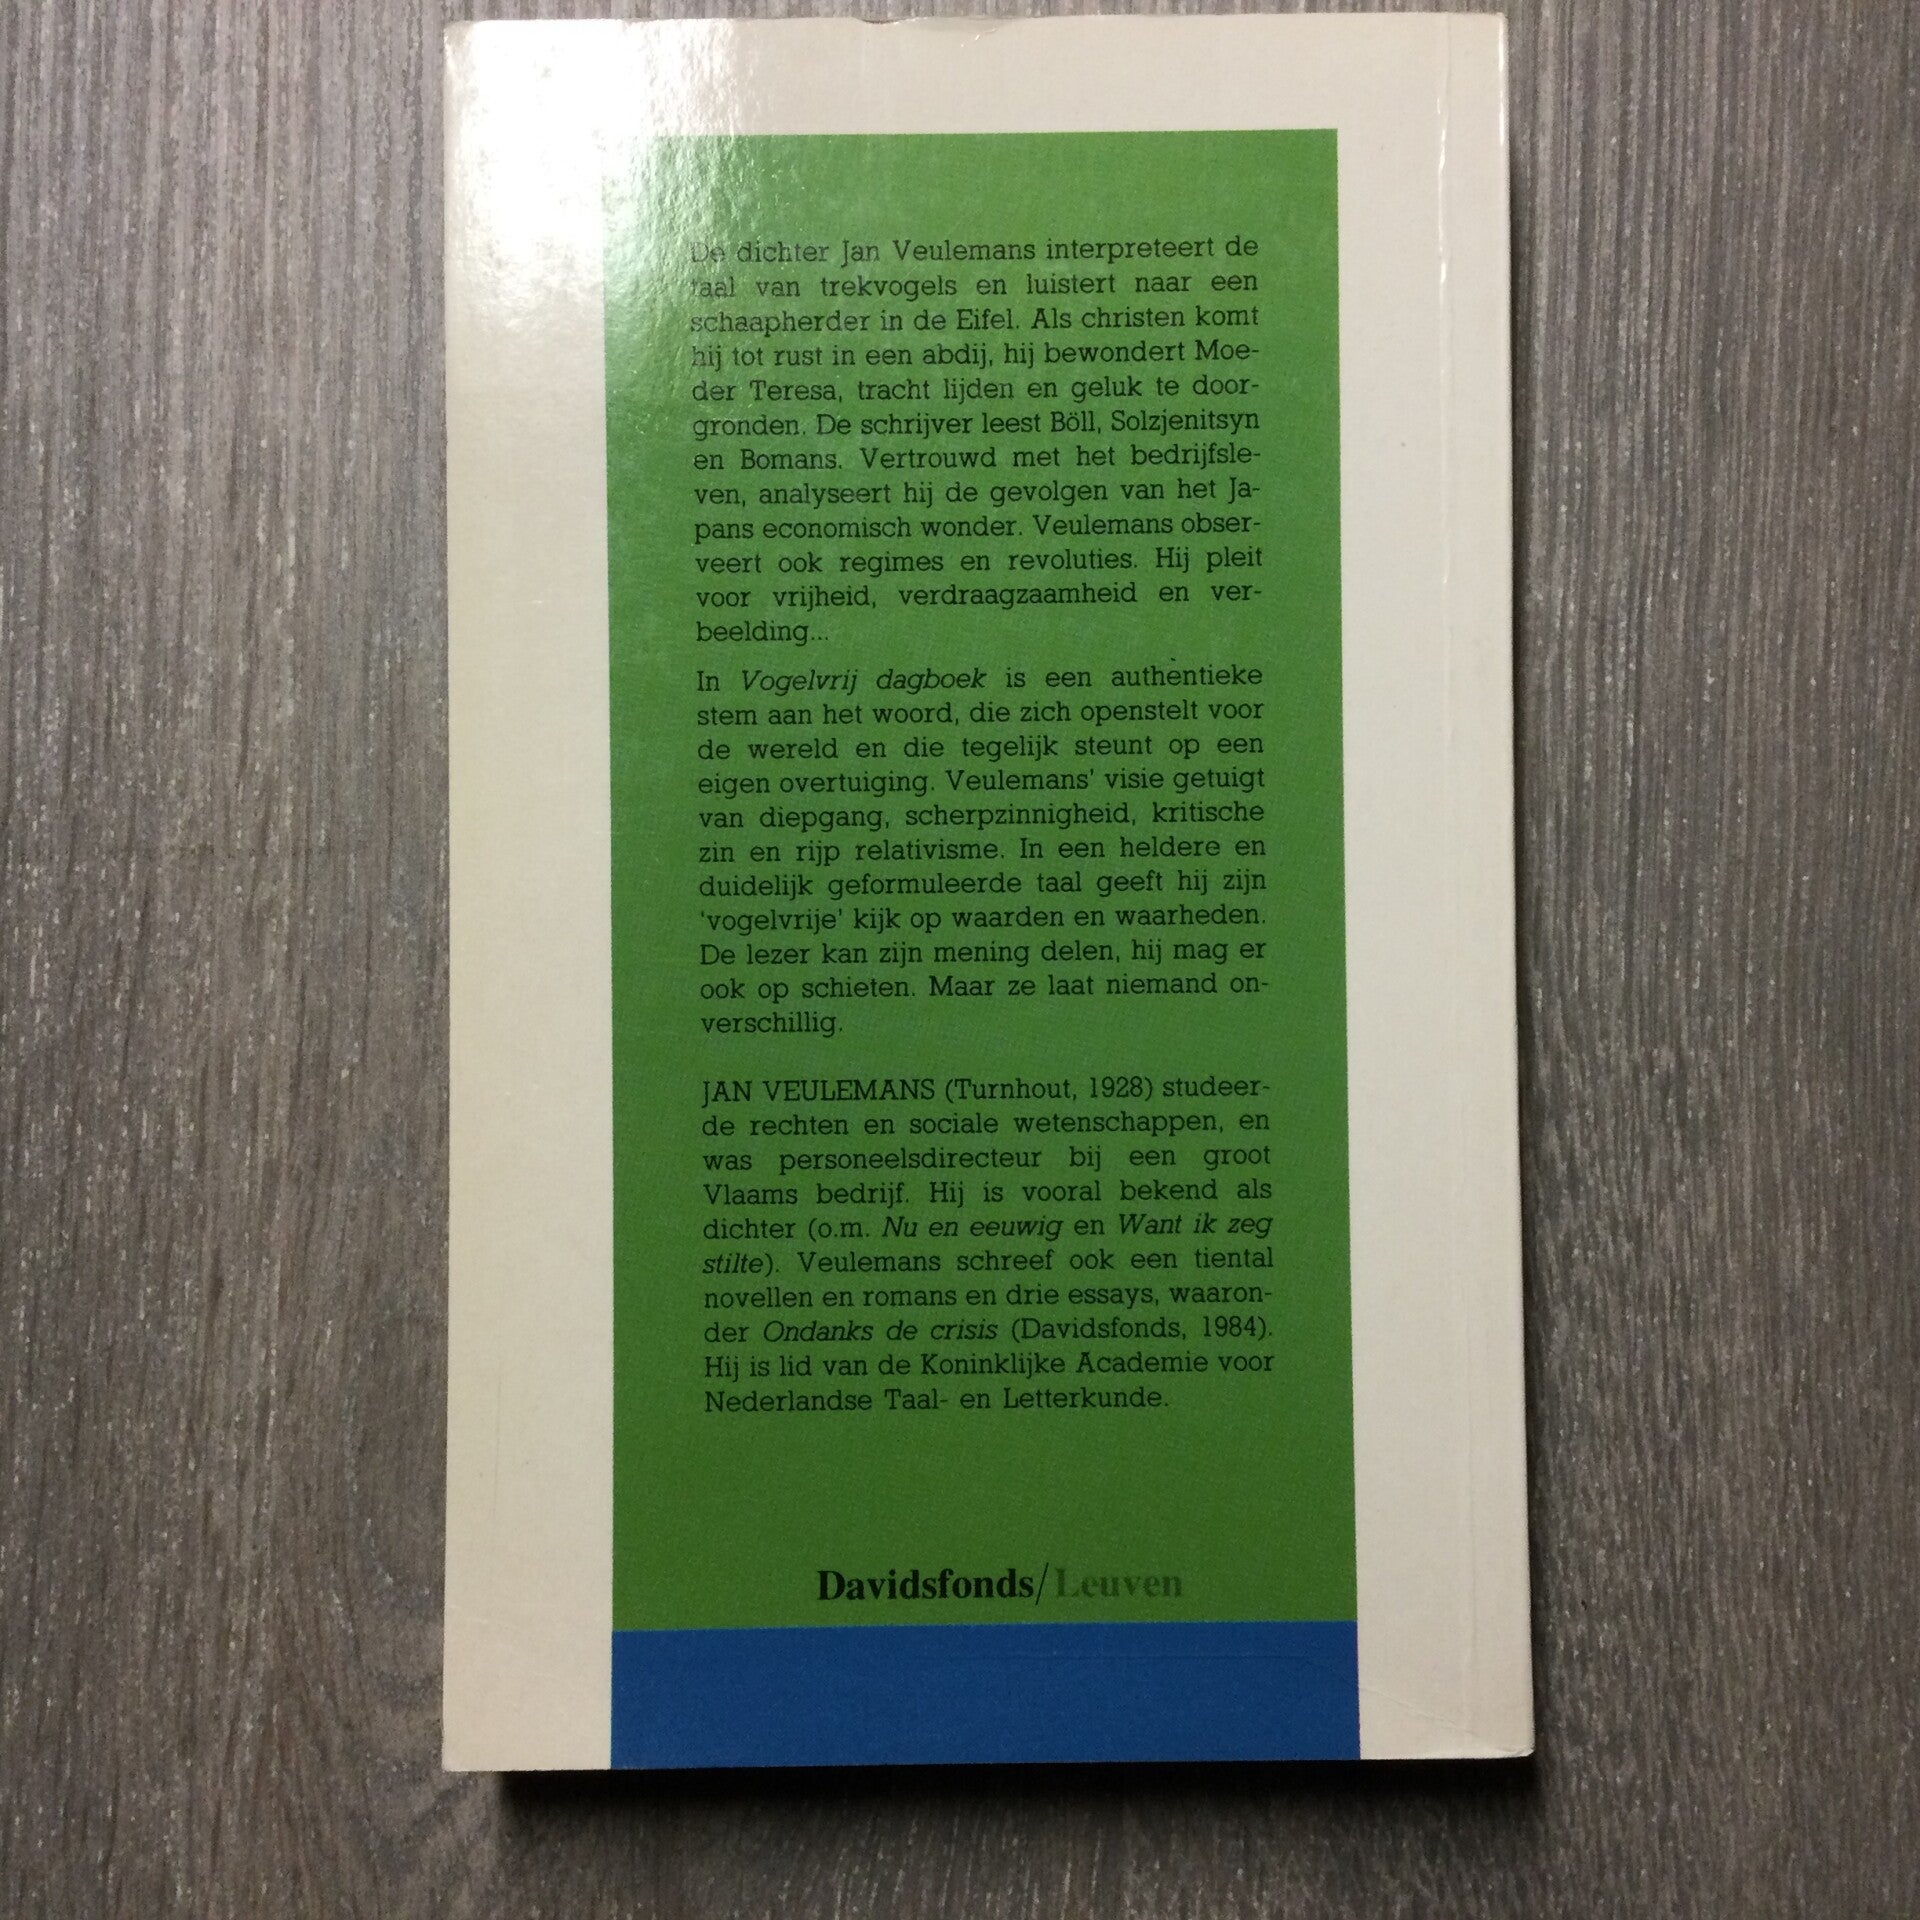 De dichter Jan Veulemans interpreteert de
taal van trekvogels en luistert naar een
schaapherder in de Eifel. Als christen komt
hij tot rust in een abdij, hij bewondert Moe-
der Teresa, tracht lijden en geluk te door-
gronden. De schrijver leest Böll, Solzjenitsyn
en Bomans. Vertrouwd met het bedrijfsle-
ven, analyseert hij de gevolgen van het Ja-
pans economisch wonder. Veulemans obser-
veert ook regimes en revoluties. Hij pleit
voor vrijheid, verdraagzaamheid en ver-
beelding...
In Vogelvrij dagboek is een authentieke
stem aan het woord, die zich openstelt voor
de wereld en die tegelijk steunt op een
eigen overtuiging. Veulemans' visie getuigt
van diepgang, scherpzinnigheid, kritische
zin en rijp relativisme. In een heldere en
duidelijk geformuleerde taal geeft hij zijn
'vogelvrije' kijk op waarden en waarheden.
De lezer kan zijn mening delen, hij mag er
ook op schieten. Maar ze laat niemand on-
verschillig.
JAN VEULEMANS (Turnhout, 1928) studeer-
de rechten en sociale wetenschappen, en
was personeelsdirecteur bij een groot
Vlaams bedrijf. Hij is vooral bekend als
dichter (o.m. Nu en eeuwig en Want ik zeg
stilte). Veulemans schreef ook een tiental
novellen en romans en drie essays, waaron-
der Ondanks de crisis (Davidsfonds, 1984).
Hij is lid van de Koninklijke Academie voor
Nederlandse Taal- en Letterkunde.
Davidsfonds/Leuven